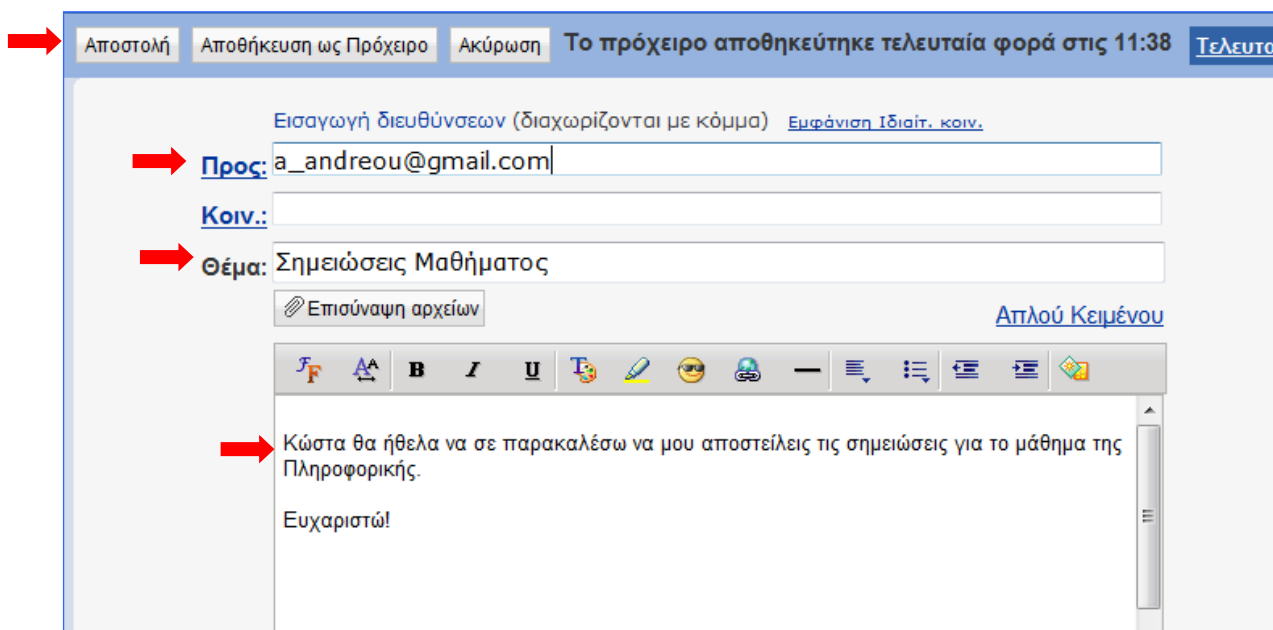 Αποστολή Αποθήκευση ως Πρόχειρο Ακύρωση Το πρόχειρο αποθηκεύτηκε τελευταία φορά στις 11:38
Εισαγωγή διευθύνσεων (διαχωρίζονται με κόμμα) Εμφάνιση Ιδιαίτ. κοιν.
Προς: a_andreou@gmail.com
Κοιν.:
Θέμα: Σημειώσεις Μαθήματος
Επισύναψη αρχείων Απλού Κειμένου
B I U
Κώστα θα ήθελα να σε παρακαλέσω να μου αποστείλεις τις σημειώσεις για το μάθημα της
Πληροφορικής.
Ευχαριστώ!